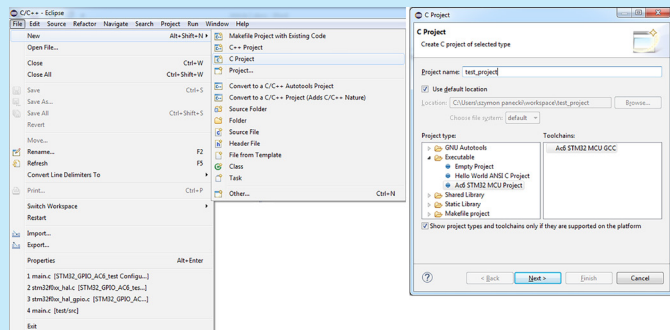 C/C++ - Eclipse
File Edit Source Refactor Navigate Search Project Run Window Help
New Alt+Shift+N
Open File...
Close Ctrl+W
Close All Ctrl+Shift+W
Save Ctrl+S
Save As...
Save All Ctrl+Shift+S
Revert
Move...
Rename... F2
Refresh F5
Convert Line Delimiters To
Print... Ctrl+P
Switch Workspace
Restart
Import...
Export...
Properties Alt+Enter
1 main.c [STM32_GPIO_AC6_test Configu...]
2 stm32f0xx_hal.c [STM32_GPIO_AC6_tes...]
3 stm32f0xx_hal_gpio.c [STM32_GPIO_AC...]
4 main.c [test/src]
Exit
Makefile Project with Existing Code
C++ Project
C Project
Project...
Convert to a C/C++ Autotools Project
Convert to a C/C++ Project (Adds C/C++ Nature)
Source Folder
Folder
Source File
Header File
File from Template
Class
Task
Other... Ctrl+N
C Project
C Project
Create C project of selected type
Project name: test_project
Use default location
Location: C:\Users\szymon panecki\workspace\test_project Browse...
Choose file system: default
Project type: Toolchains:
GNU Autotools Ac6 STM32 MCU GCC
Executable
Empty Project
Hello World ANSI C Project
Ac6 STM32 MCU Project
Shared Library
Static Library
Makefile project
Show project types and toolchains only if they are supported on the platform
< Back Next > Finish Cancel